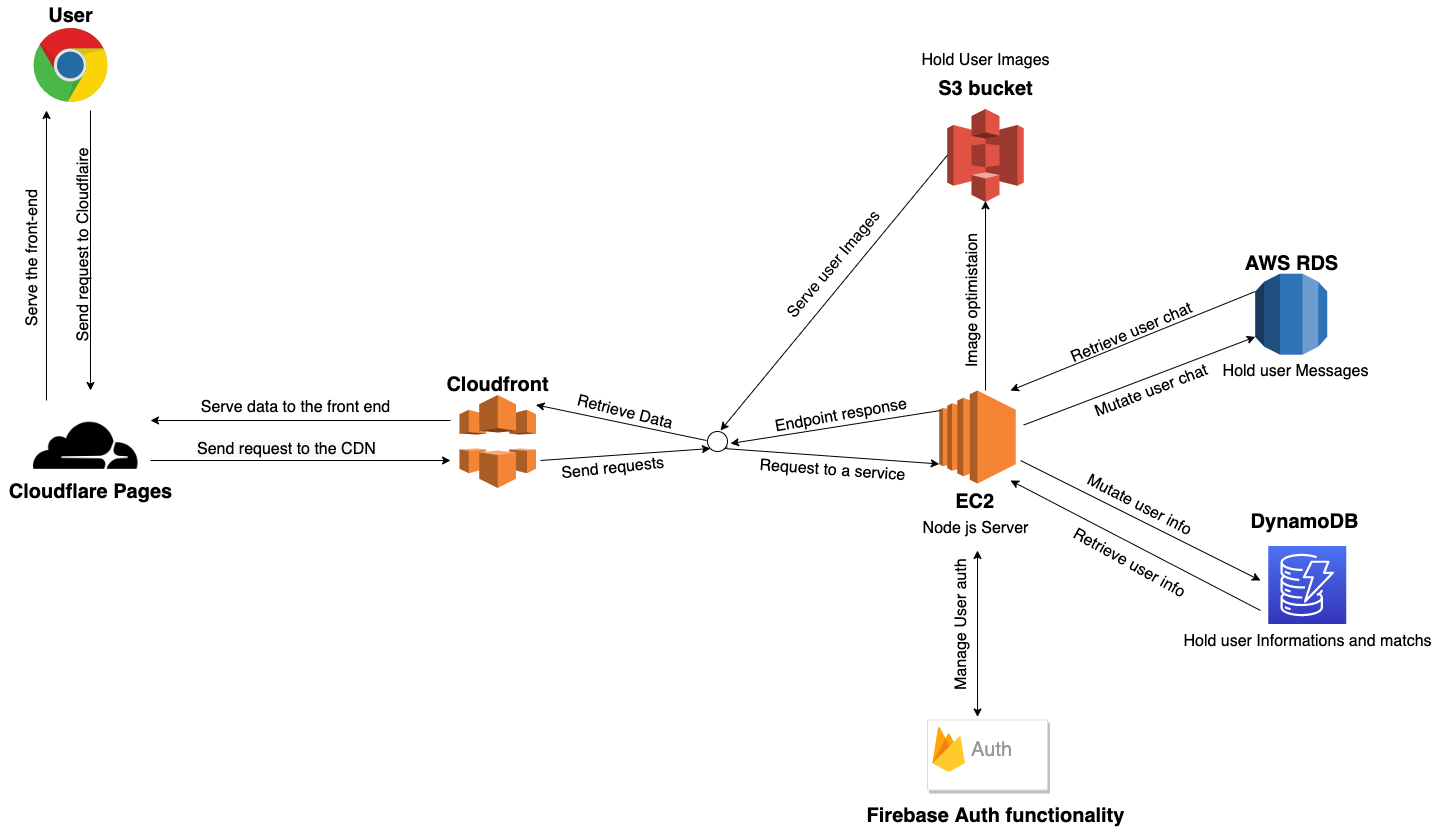 User
Serve the front-end
Send request to Cloudflaire
Cloudflare Pages
Serve data to the front end
Send request to the CDN
Cloudfront
Retrieve Data
Send requests
Hold User Images
S3 bucket
Serve user Images
Image optimistaion
Endpoint response
Request to a service
EC2
Node js Server
AWS RDS
Hold user Messages
Retrieve user chat
Mutate user chat
Mutate user info
Retrieve user info
DynamoDB
Hold user Informations and matchs
Manage User auth
Auth
Firebase Auth functionality